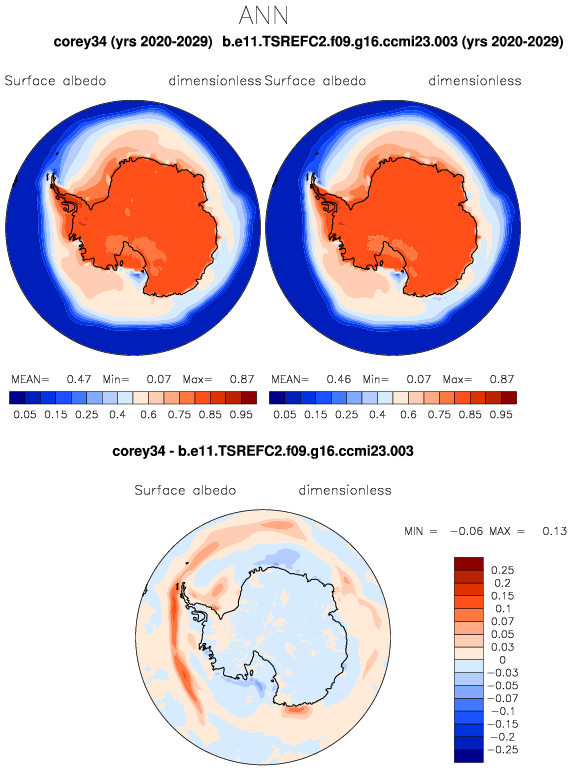 ANN
corey34 (yrs 2020-2029) b.e11.TSREFC2.f09.g16.ccmi23.003 (yrs 2020-2029)
Surface albedo dimensionless Surface albedo dimensionless
MEAN= 0.47 Min= 0.07 Max= 0.87 MEAN= 0.46 Min= 0.07 Max= 0.87
0.05 0.15 0.25 0.4 0.6 0.75 0.85 0.95 0.05 0.15 0.25 0.4 0.6 0.75 0.85 0.95
corey34 - b.e11.TSREFC2.f09.g16.ccmi23.003
Surface albedo dimensionless
MIN = -0.06 MAX = 0.13
0.25
0.2
0.15
0.1
0.07
0.05
0.03
0
-0.03
-0.05
-0.07
-0.1
-0.15
-0.2
-0.25